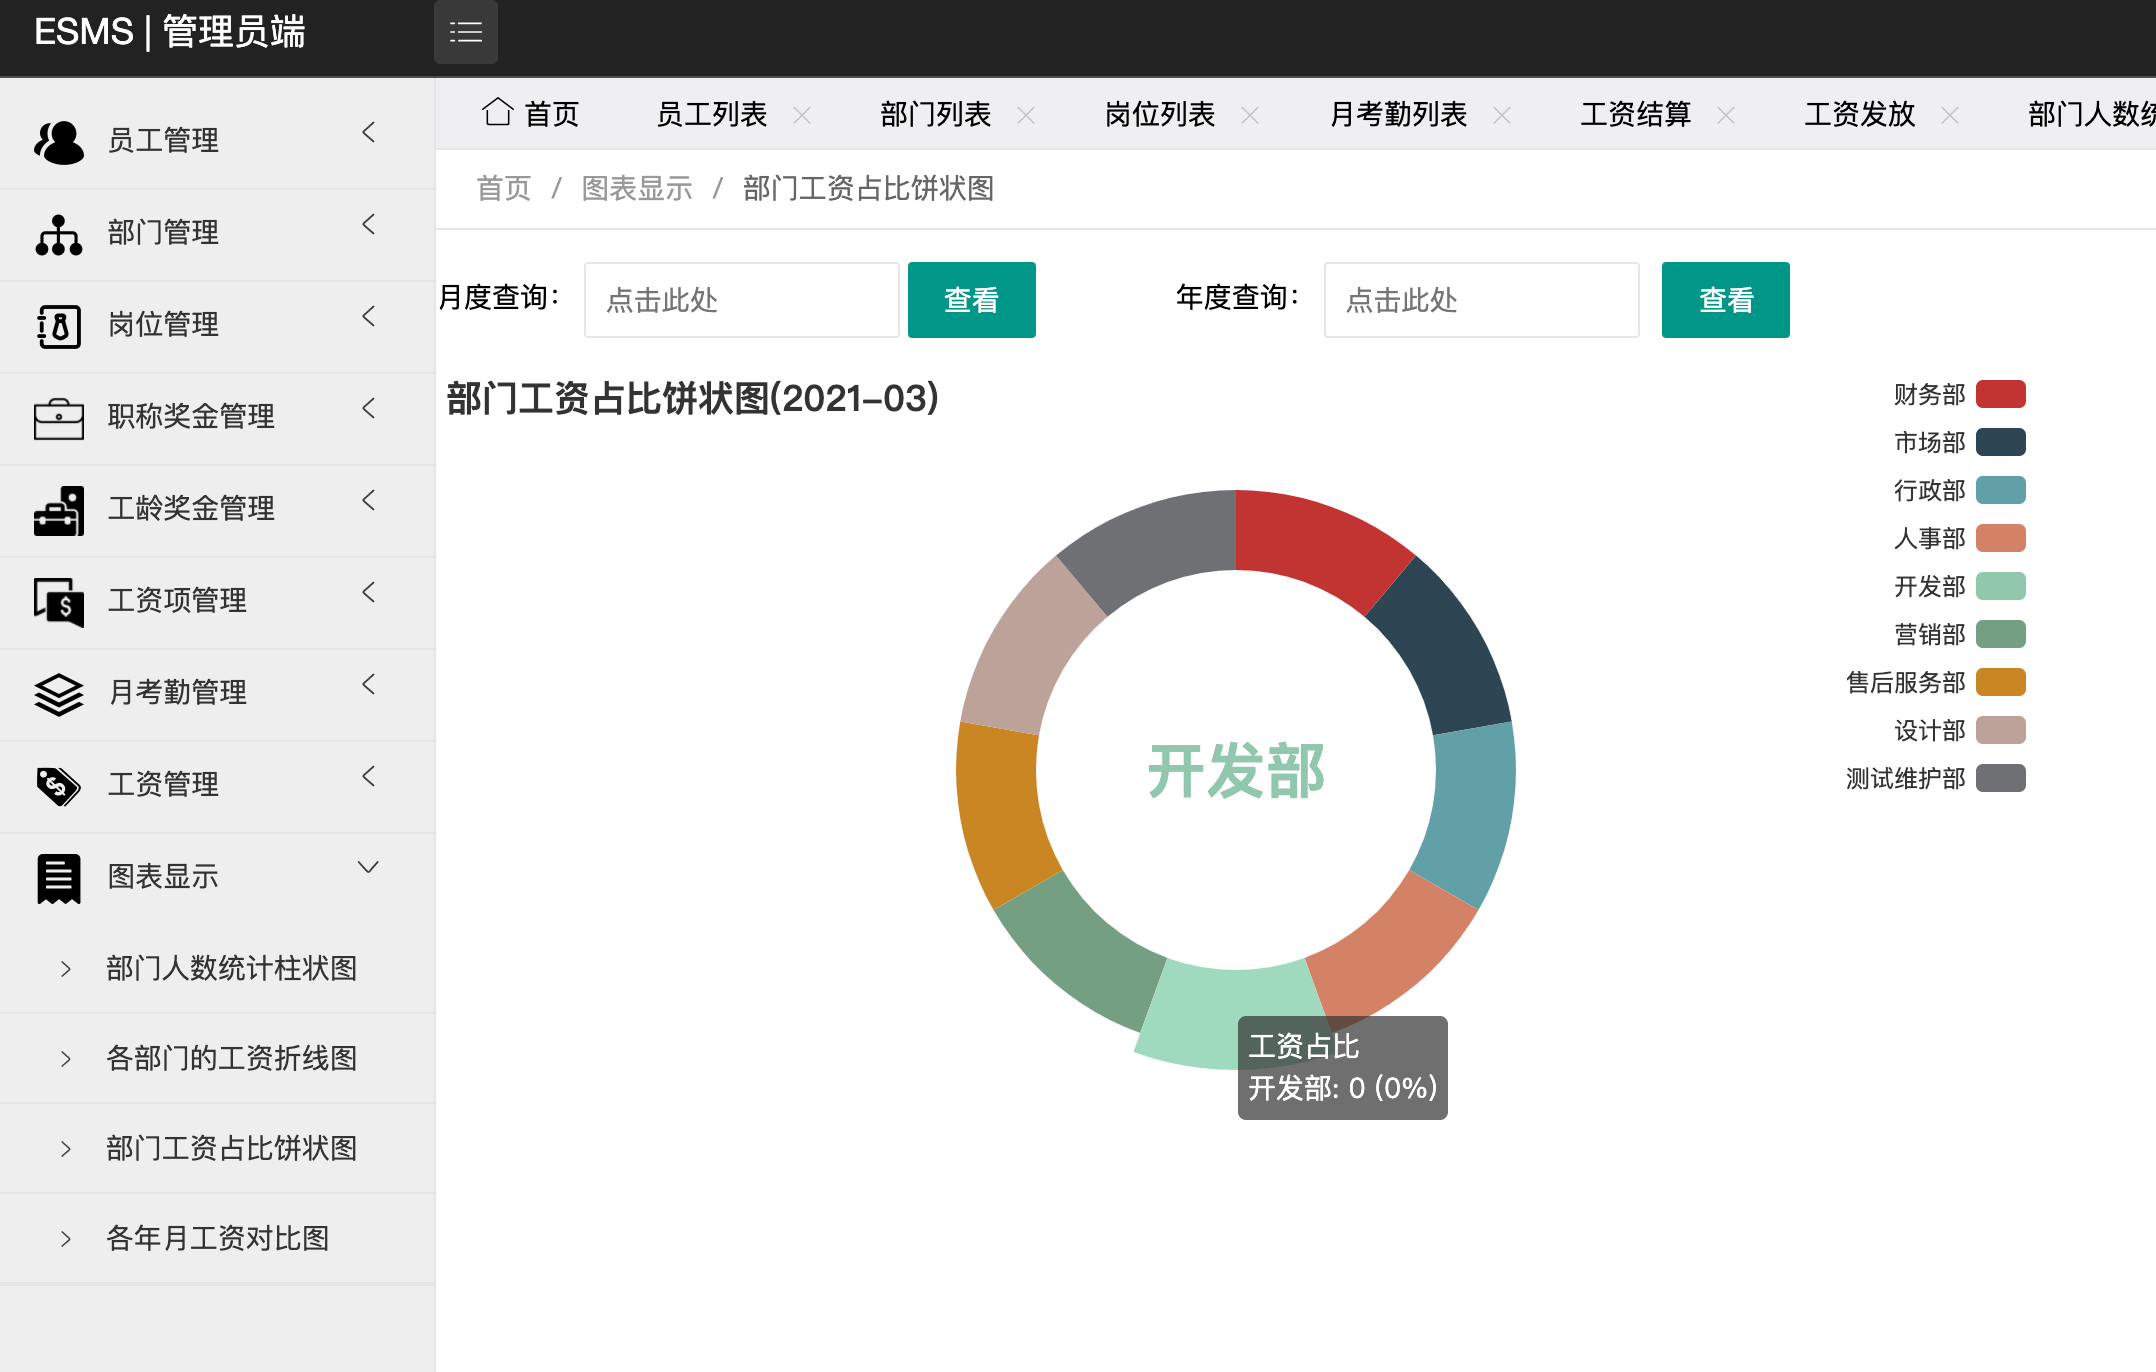 ESMS | 管理员端
首页
员工列表
部门列表
岗位列表
月考勤列表
工资结算
工资发放
部门人数统
员工管理
部门管理
岗位管理
职称奖金管理
工龄奖金管理
工资项管理
月考勤管理
工资管理
图表显示
部门人数统计柱状图
各部门的工资折线图
部门工资占比饼状图
各年月工资对比图
首页 / 图表显示 / 部门工资占比饼状图
月度查询：
点击此处
查看
年度查询：
点击此处
查看
部门工资占比饼状图(2021-03)
财务部
市场部
行政部
人事部
开发部
营销部
售后服务部
设计部
测试维护部
开发部
工资占比
开发部: 0 (0%)